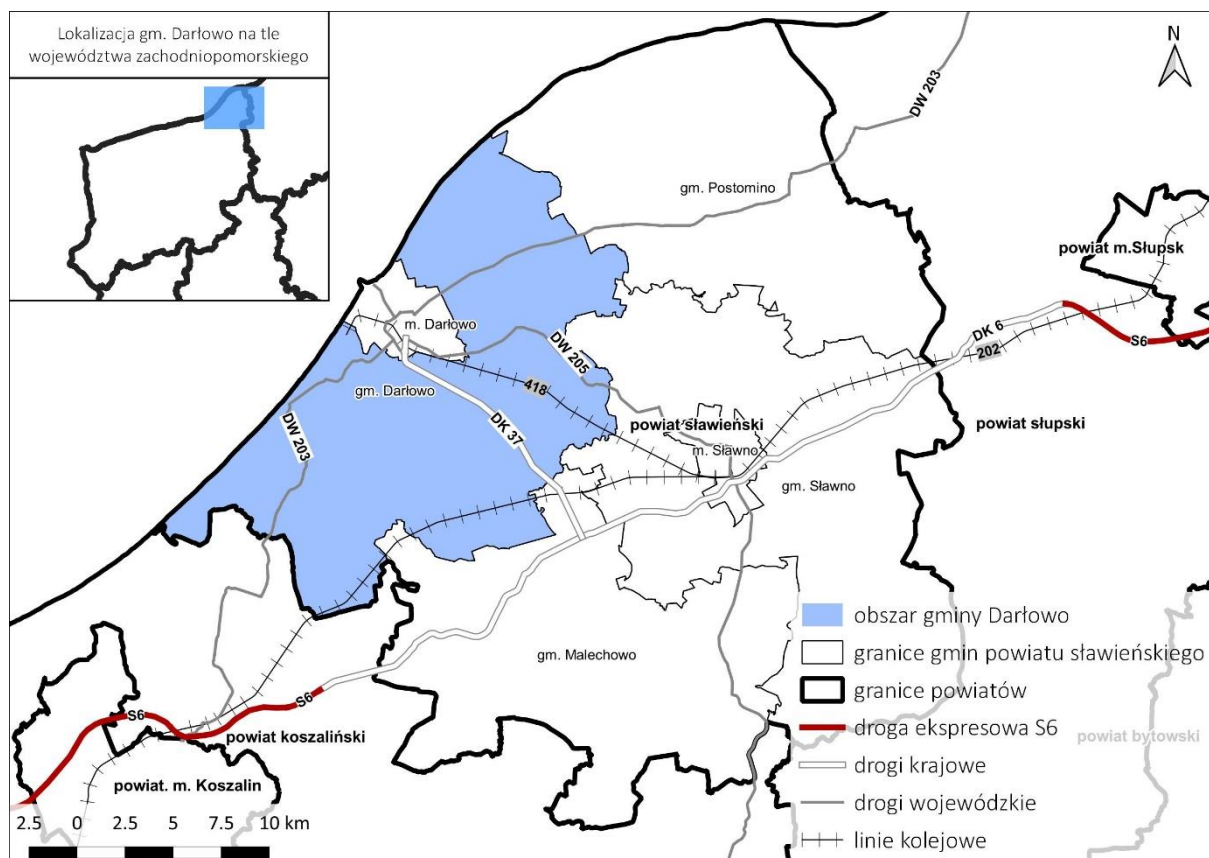 Lokalizacja gm. Darłowo na tle
województwa zachodniopomorskiego
N
DW 203
gm. Postomino
powiat m.Słupsk
m. Darłowo
DK 6
S6
202
DW 205
gm. Darłowo
418
DW 203
DK 37
powiat sławieński
powiat słupski
m. Sławno
gm. Sławno
gm. Malechowo
S6
S6
powiat koszaliński
powiat. m. Koszalin
obszar gminy Darłowo
granice gmin powiatu sławieńskiego
granice powiatów
droga ekspresowa S6
powiat bytowski
drogi krajowe
drogi wojewódzkie
linie kolejowe
2.5 0 2.5 5 7.5 10 km